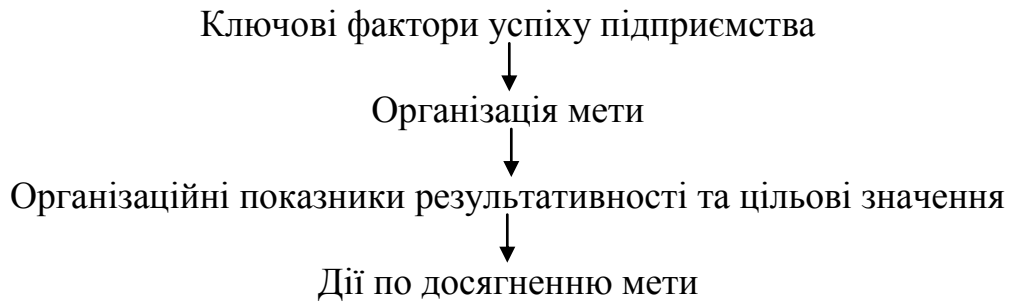 Ключові фактори успіху підприємства
Організація мети
Організаційні показники результативності та цільові значення
Дії по досягненню мети